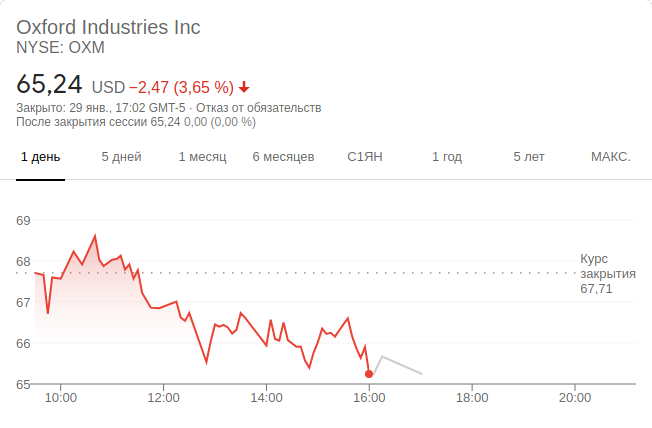 Oxford Industries Inc
NYSE: OXM
65,24 USD −2,47 (3,65 %)
Закрыто: 29 янв., 17:02 GMT-5 · Отказ от обязательств
После закрытия сессии 65,24 0,00 (0,00 %)
1 день 5 дней 1 месяц 6 месяцев С1ЯН 1 год 5 лет МАКС.
69
68
67
66
65
Курс
закрытия
67,71
10:00 12:00 14:00 16:00 18:00 20:00